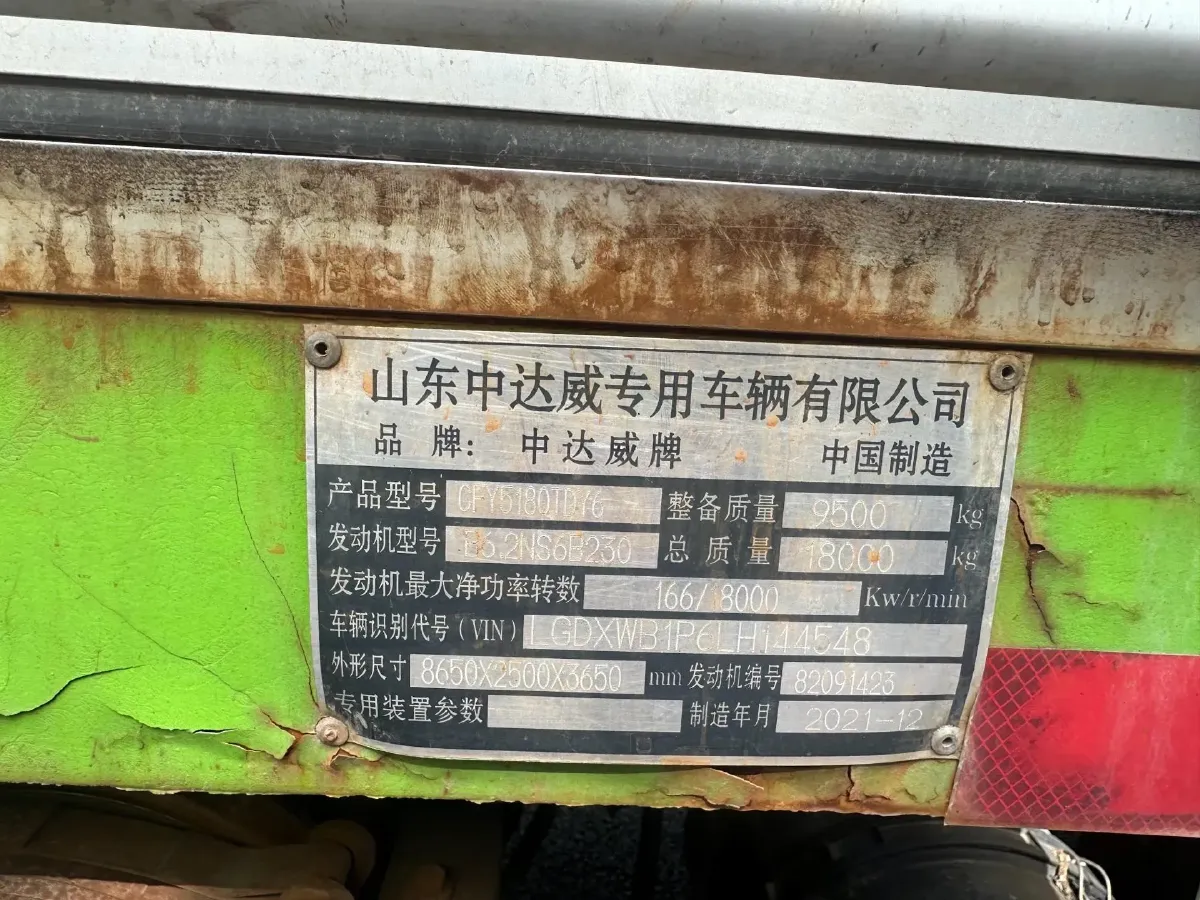 山东中达威专用车辆有限公司
品 牌: 中达威牌 中国制造
产品型号 整备质量 9500 kg
发动机型号 B6.2NS6B230 总质量 18000 kg
发动机最大净功率转数 Kw/r/min
车辆识别代号(VIN) LGDXWB1P6LH144548
外形尺寸 8650X2500X3650 mm 发动机编号 82091423
专用装置参数 制造年月 2021-12